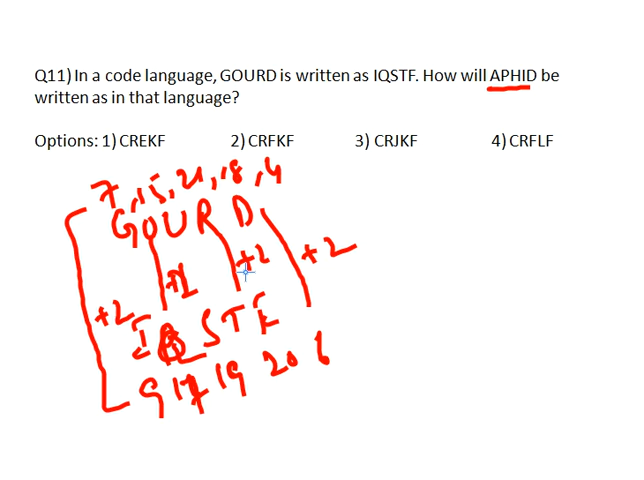 Q11) In a code language, GOURD is written as IQSTF. How will APHID be
written as in that language?
Options: 1) CREKF 2) CRFKF 3) CRJKF 4) CRFLF
7, 15, 21, 18, 4
GOURD
+2 +2 +2 +2
IQSTF
9 17 19 20 6